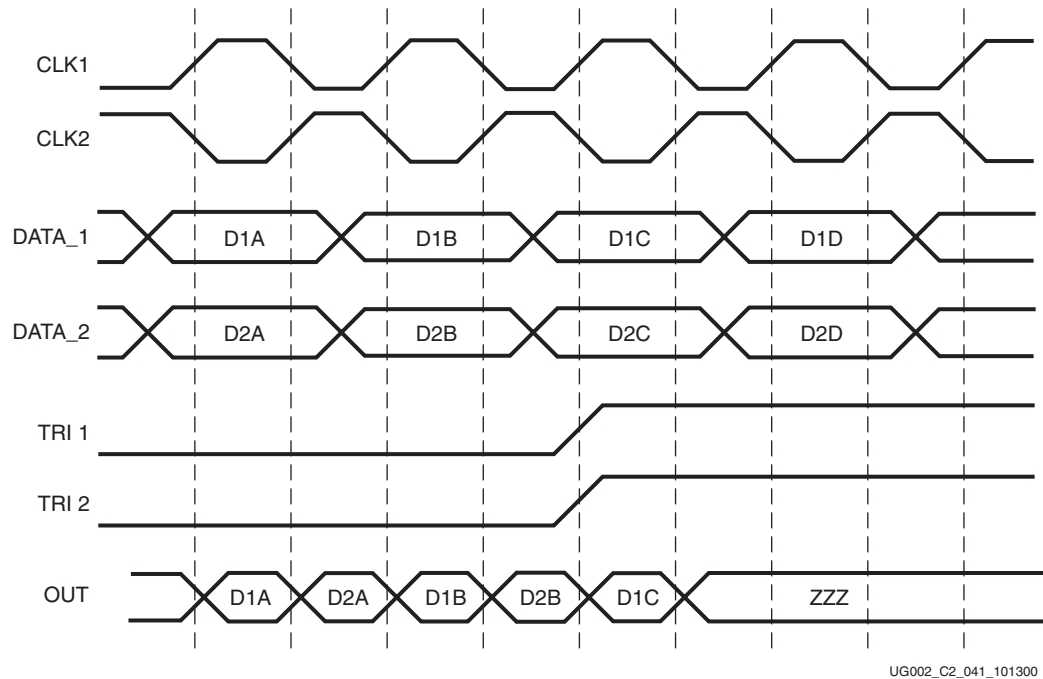 CLK1
CLK2
DATA_1 D1A D1B D1C D1D
DATA_2 D2A D2B D2C D2D
TRI 1
TRI 2
OUT D1A D2A D1B D2B D1C ZZZ
UG002_C2_041_101300